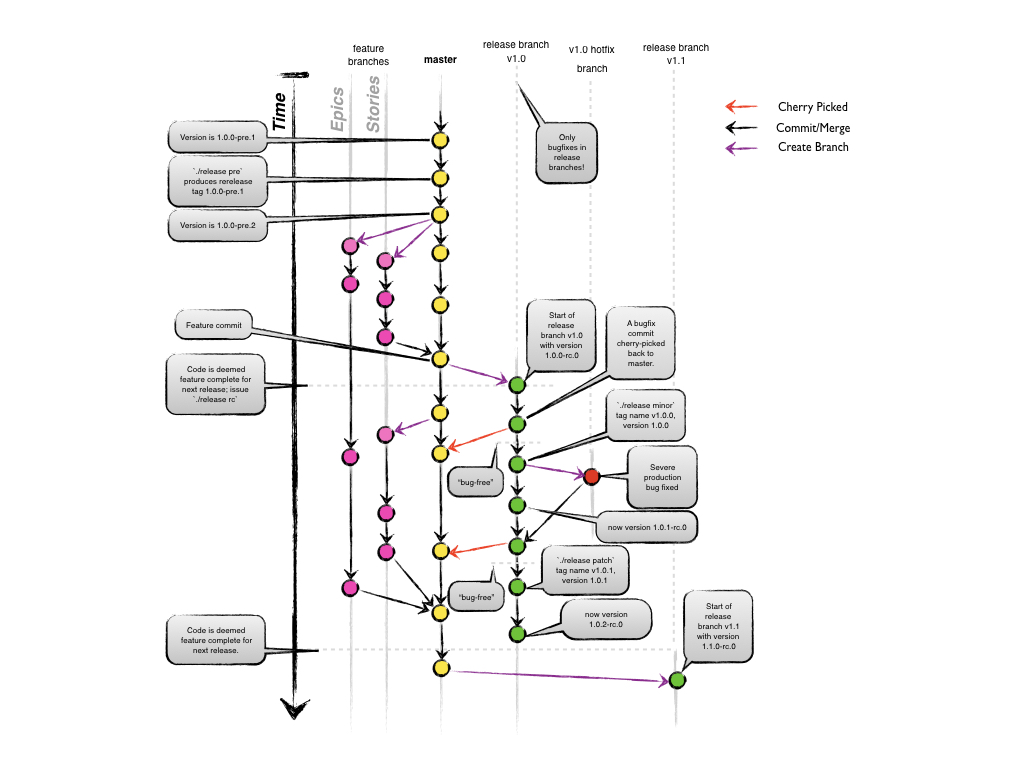 feature
branches
master
release branch
v1.0
v1.0 hotfix
branch
release branch
v1.1
Time
Epics
Stories
Cherry Picked
Commit/Merge
Create Branch
Version is 1.0.0-pre.1
`./release pre`
produces rerelease
tag 1.0.0-pre.1
Version is 1.0.0-pre.2
Only
bugfixes in
release
branches!
Feature commit
Start of
release
branch v1.0
with version
1.0.0-rc.0
A bugfix
commit
cherry-picked
back to
master.
Code is deemed
feature complete for
next release; issue
`./release rc`
`./release minor`
tag name v1.0.0,
version 1.0.0
"bug-free"
Severe
production
bug fixed
now version 1.0.1-rc.0
`./release patch`
tag name v1.0.1,
version 1.0.1
"bug-free"
now version
1.0.2-rc.0
Code is deemed
feature complete for
next release.
Start of
release
branch v1.1
with version
1.1.0-rc.0